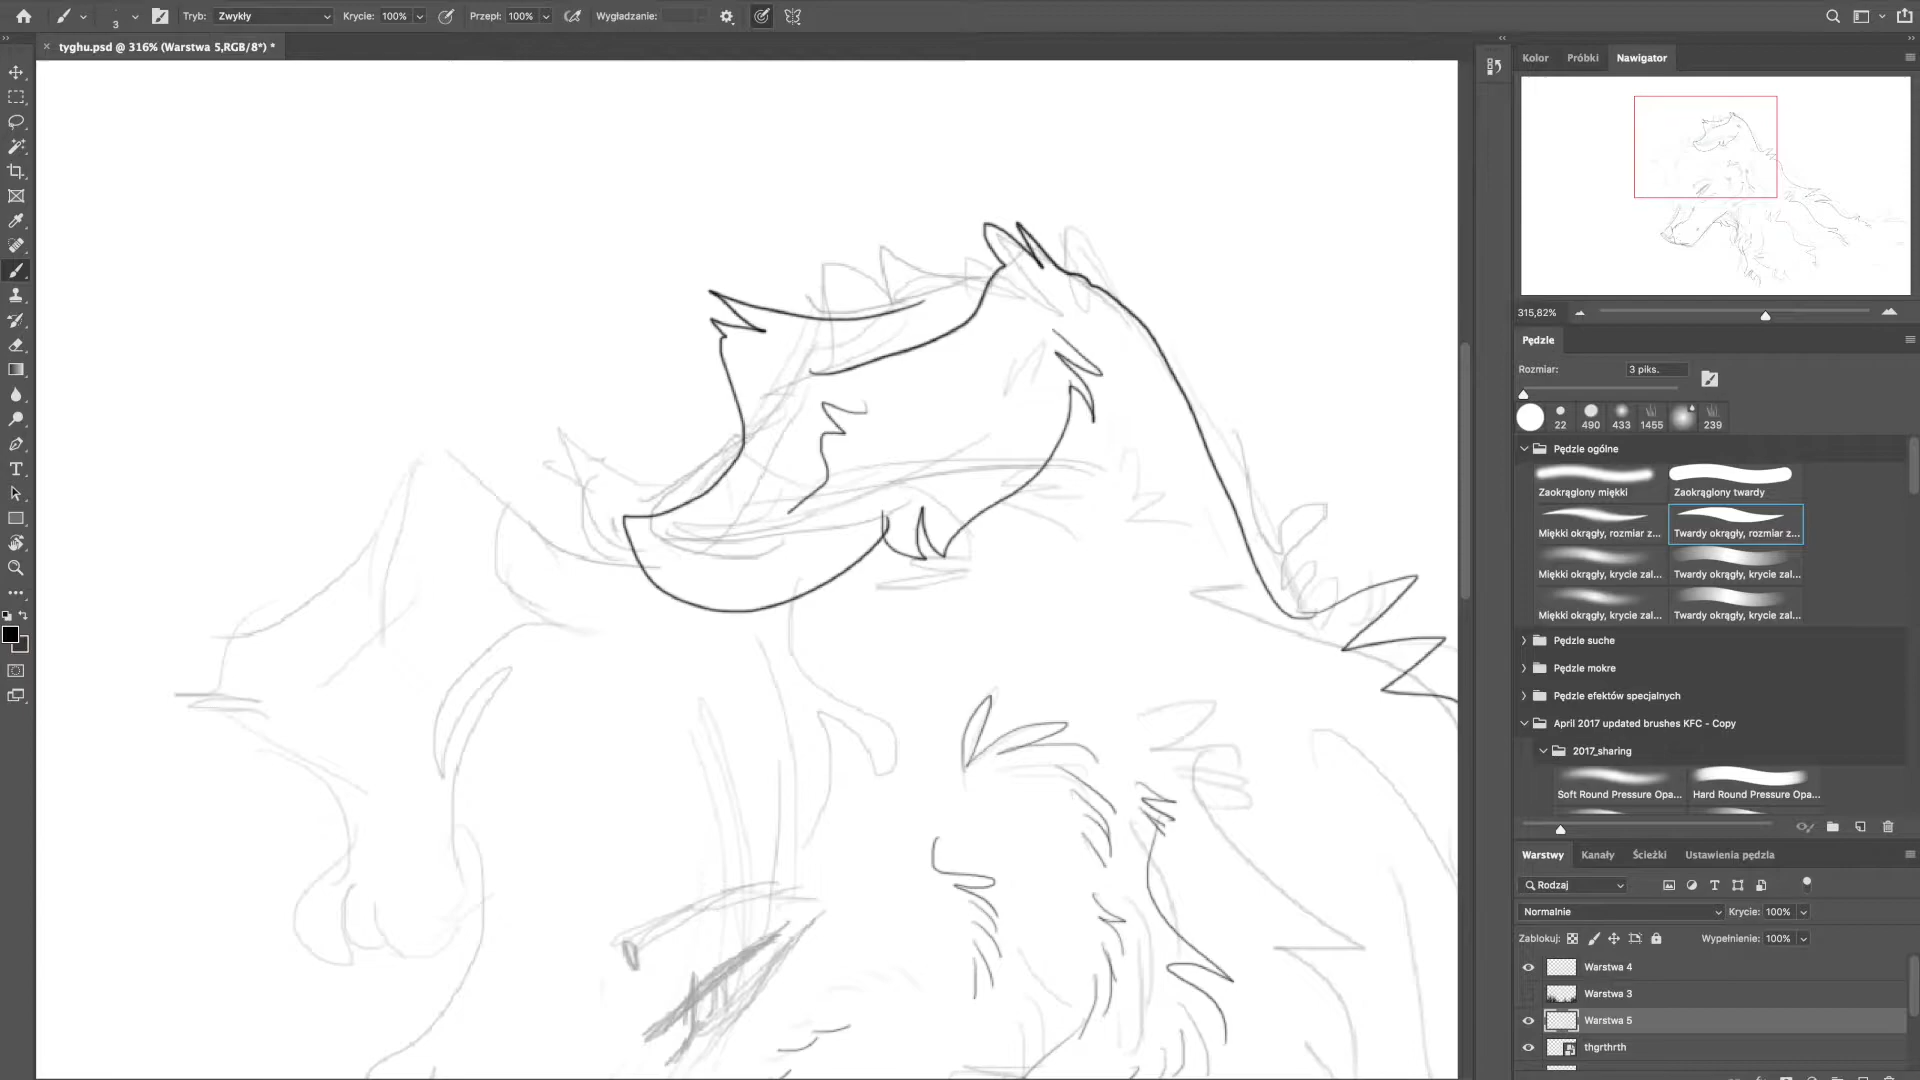 3 Tryb: Zwykły Krycie: 100% Przepł: 100% Wygładzanie:
tyghu.psd @ 316% (Warstwa 5,RGB/8*) *
Kolor Próbki Nawigator
315,82%
Pędzle
Rozmiar: 3 piks.
22 490 433 1455 239
Pędzle ogólne
Zaokrąglony miękki Zaokrąglony twardy
Miękki okrągły, rozmiar z... Twardy okrągły, rozmiar z...
Miękki okrągły, krycie zal... Twardy okrągły, krycie zal...
Miękki okrągły, krycie zal... Twardy okrągły, krycie zal...
Pędzle suche
Pędzle mokre
Pędzle efektów specjalnych
April 2017 updated brushes KFC - Copy
2017_sharing
Soft Round Pressure Opa... Hard Round Pressure Opa...
Warstwy Kanały Ścieżki Ustawienia pędzla
Rodzaj
Normalnie Krycie: 100%
Zablokuj: Wypełnienie: 100%
Warstwa 4
Warstwa 3
Warstwa 5
thgrthrth